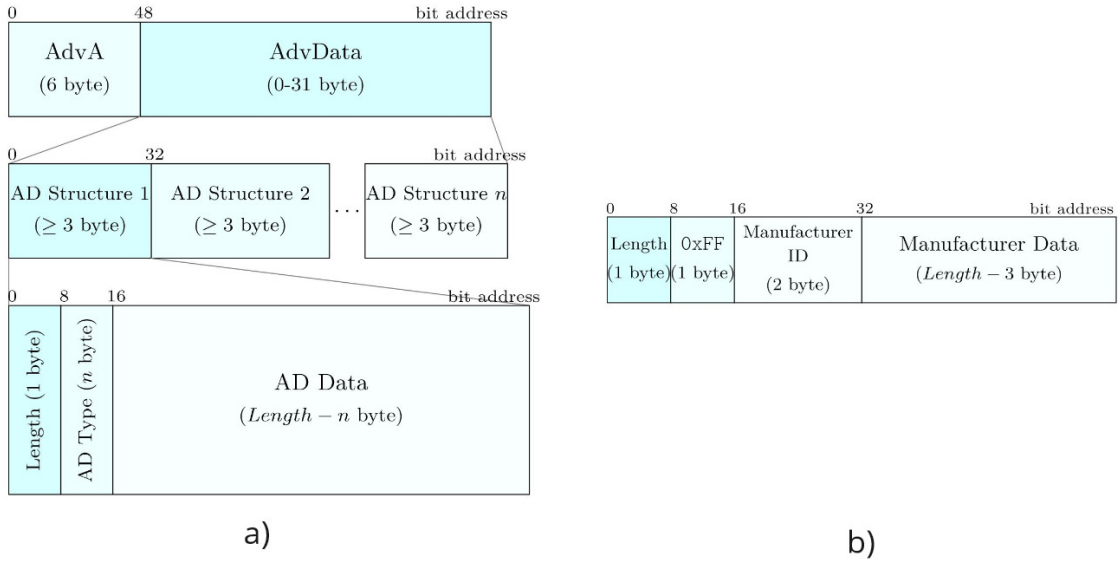 0 48 bit address
AdvA AdvData
(6 byte) (0-31 byte)
0 32 bit address
AD Structure 1 AD Structure 2 ... AD Structure n
(≥ 3 byte) (≥ 3 byte) (≥ 3 byte)
0 8 16 bit address
Length (1 byte)
AD Type (n byte)
AD Data
(Length − n byte)
a)
0 8 16 32 bit address
Length 0xFF Manufacturer ID Manufacturer Data
(1 byte) (1 byte) (2 byte) (Length − 3 byte)
b)